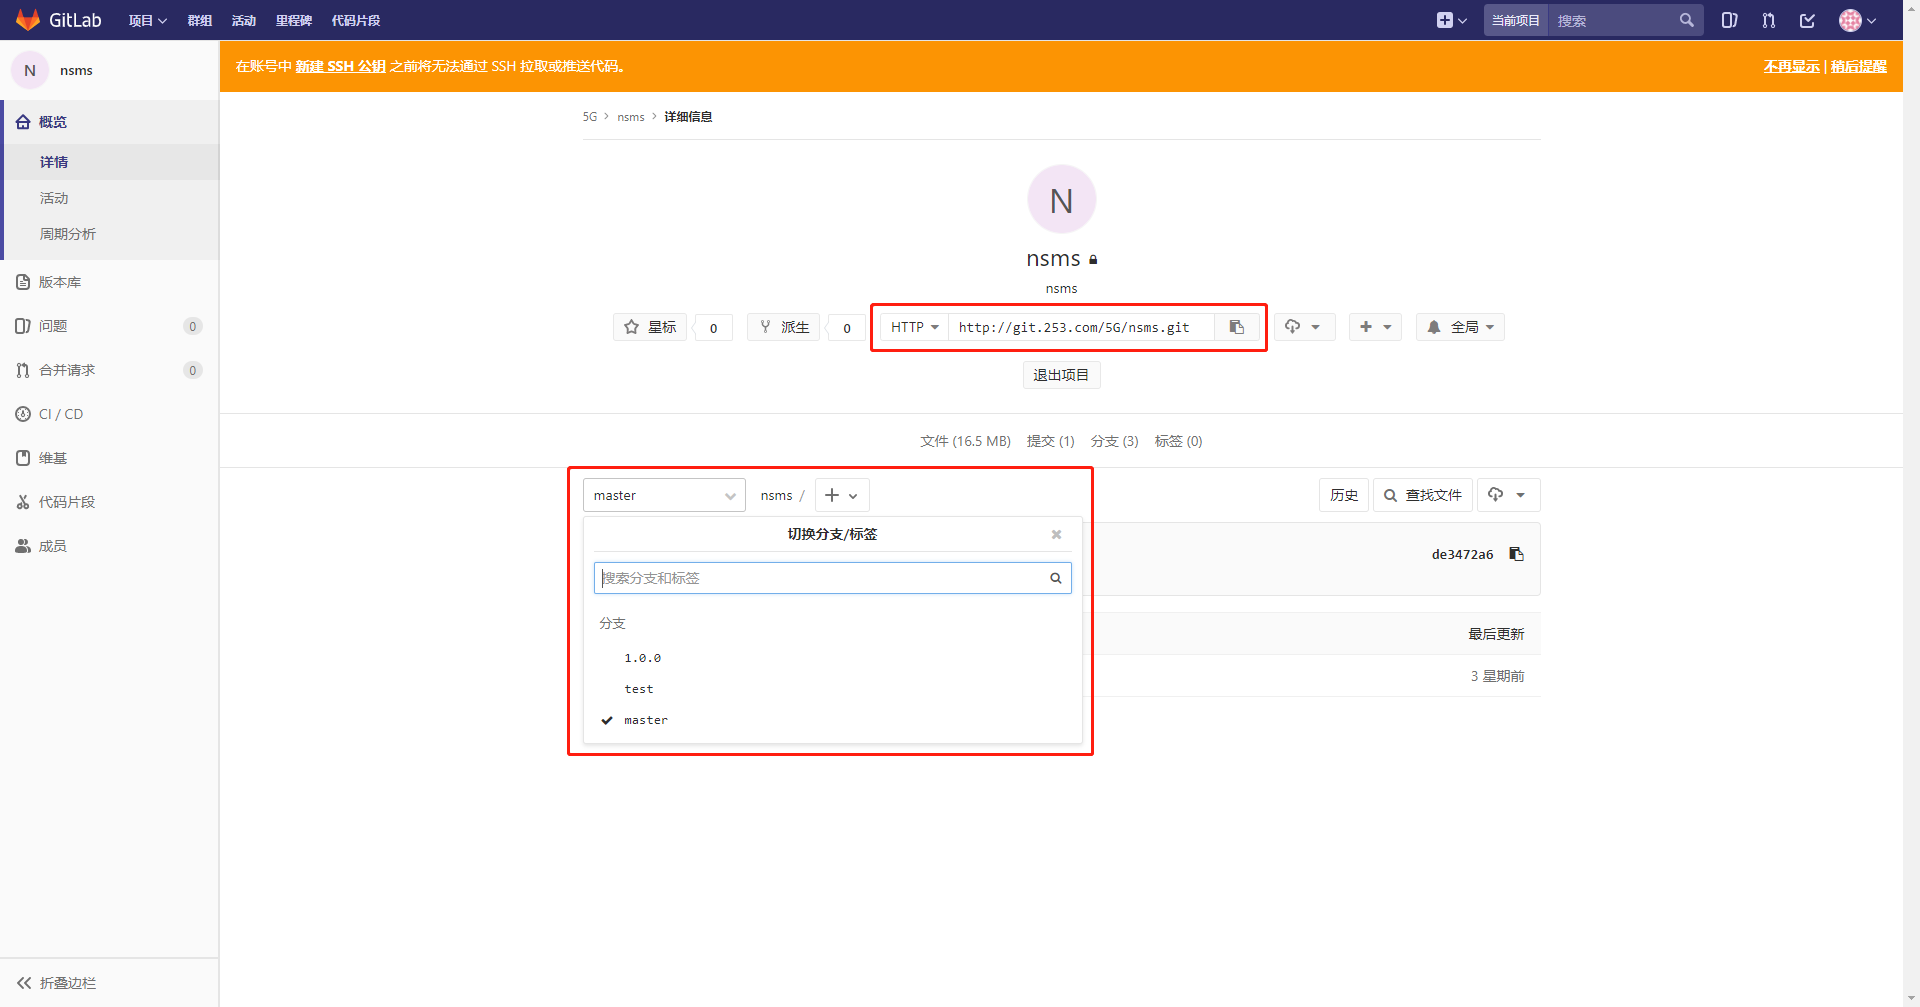 GitLab 项目 群组 活动 里程碑 代码片段 当前项目 搜索
N nsms
在账号中 新建 SSH 公钥 之前将无法通过 SSH 拉取或推送代码。 不再显示 | 稍后提醒
概览
详情
活动
周期分析
版本库
问题 0
合并请求 0
CI / CD
维基
代码片段
成员
折叠边栏
5G > nsms > 详细信息
N
nsms
nsms
星标 0 派生 0 HTTP http://git.253.com/5G/nsms.git 全局
退出项目
文件 (16.5 MB) 提交 (1) 分支 (3) 标签 (0)
master nsms / 历史 查找文件
切换分支/标签
de3472a6
搜索分支和标签
分支
最后更新
1.0.0
3 星期前
test
master